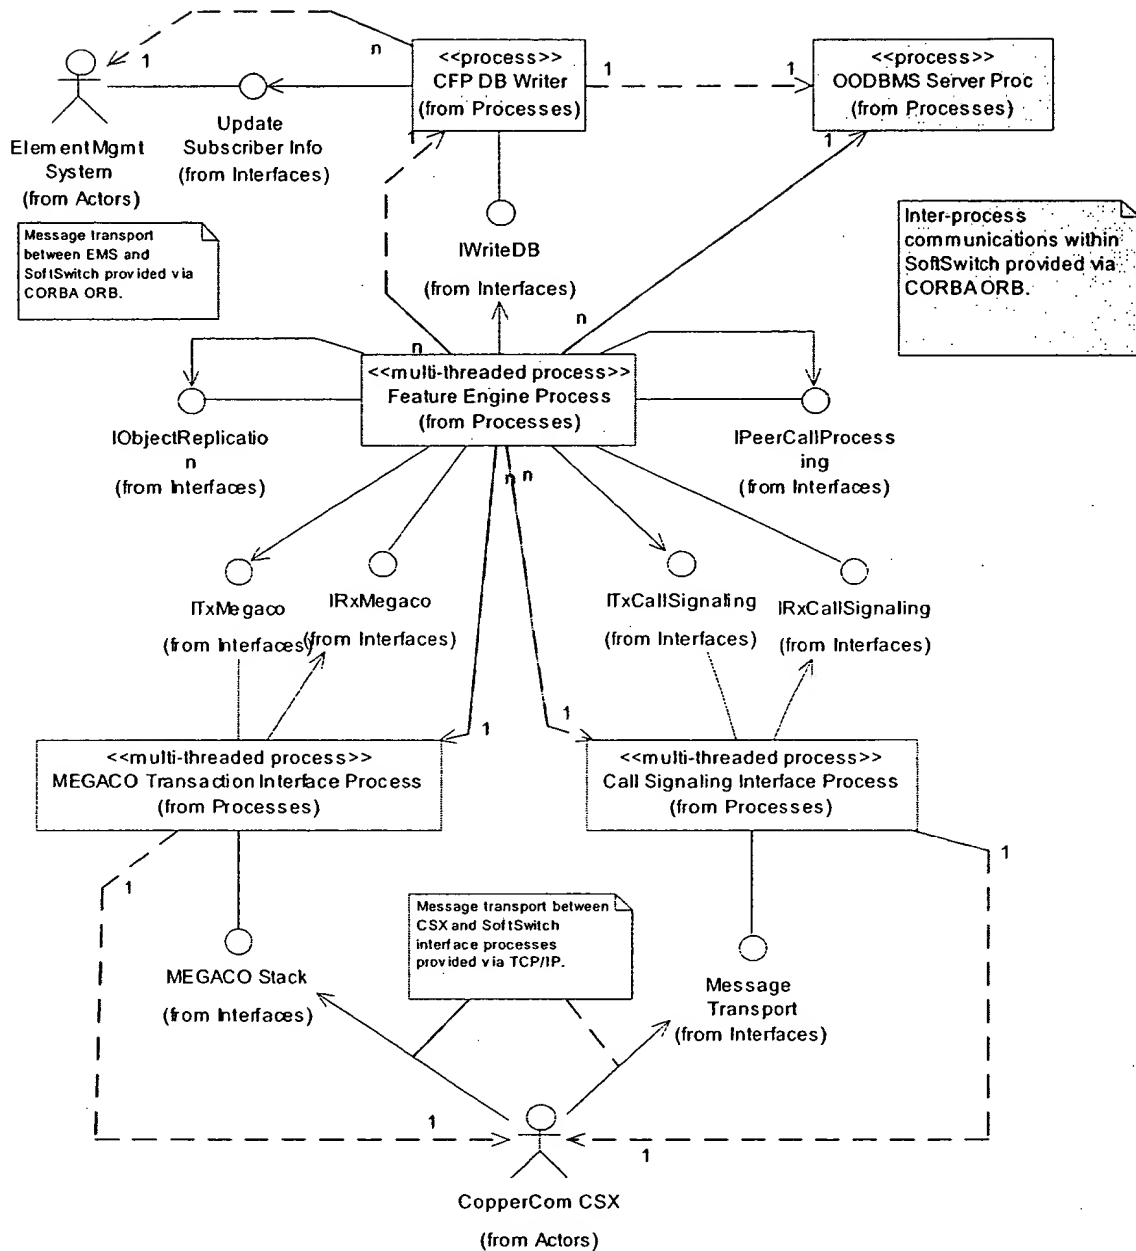 n
1
<<process>>
CFP DB Writer
(from Processes)
1
1
<<process>>
OODBMS Server Proc
(from Processes)
1
ElementMgmt
System
(from Actors)
Update
Subscriber Info
(from Interfaces)
Message transport
between EMS and
SoftSwitch provided via
CORBA ORB.
IWriteDB
(from Interfaces)
Inter-process
communications within
SoftSwitch provided via
CORBA ORB.
n
n
<<multi-threaded process>>
Feature Engine Process
(from Processes)
IObjectReplicatio
n
(from Interfaces)
IPeerCallProcess
ing
(from Interfaces)
n
n
ITxMegaco
(from Interfaces)
IRxMegaco
(from Interfaces)
ITxCallSignaling
(from Interfaces)
IRxCallSignaling
(from Interfaces)
1
1
<<multi-threaded process>>
MEGACO Transaction Interface Process
(from Processes)
<<multi-threaded process>>
Call Signaling Interface Process
(from Processes)
1
1
Message transport between
CSX and SoftSwitch
interface processes
provided via TCP/IP.
MEGACO Stack
(from Interfaces)
Message
Transport
(from Interfaces)
1
1
CopperCom CSX
(from Actors)